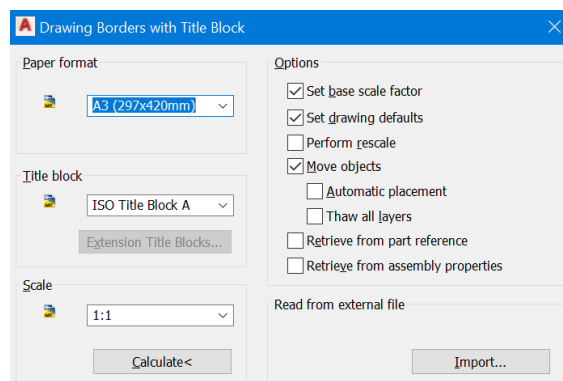 Drawing Borders with Title Block
Paper format
A3 (297x420mm)
Title block
ISO Title Block A
Extension Title Blocks...
Scale
1:1
Calculate<
Options
Set base scale factor
Set drawing defaults
Perform rescale
Move objects
Automatic placement
Thaw all layers
Retrieve from part reference
Retrieve from assembly properties
Read from external file
Import...